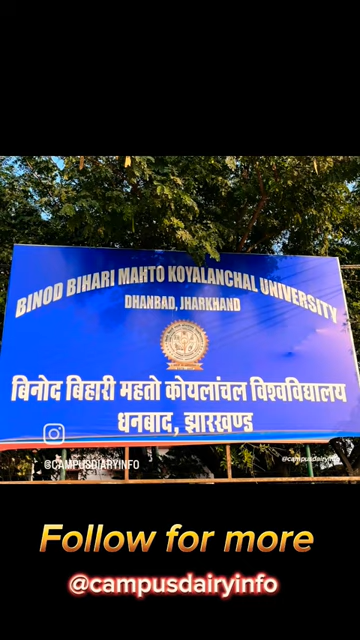 BINOD BIHARI MAHTO KOYALANCHAL UNIVERSITY
DHANBAD, JHARKHAND
बिनोद बिहारी महतो कोयलांचल विश्वविद्यालय
धनबाद, झारखण्ड
@CAMPUSDIARYINFO
@campusdairyinfo
Follow for more
@campusdairyinfo